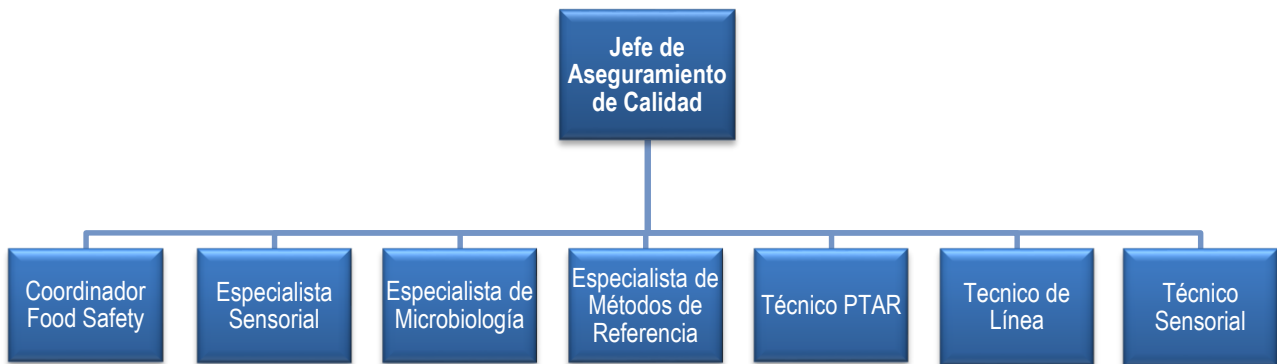 Jefe de
Aseguramiento
de Calidad
Coordinador
Food Safety
Especialista
Sensorial
Especialista de
Microbiología
Especialista de
Métodos de
Referencia
Técnico PTAR
Tecnico de
Línea
Técnico
Sensorial